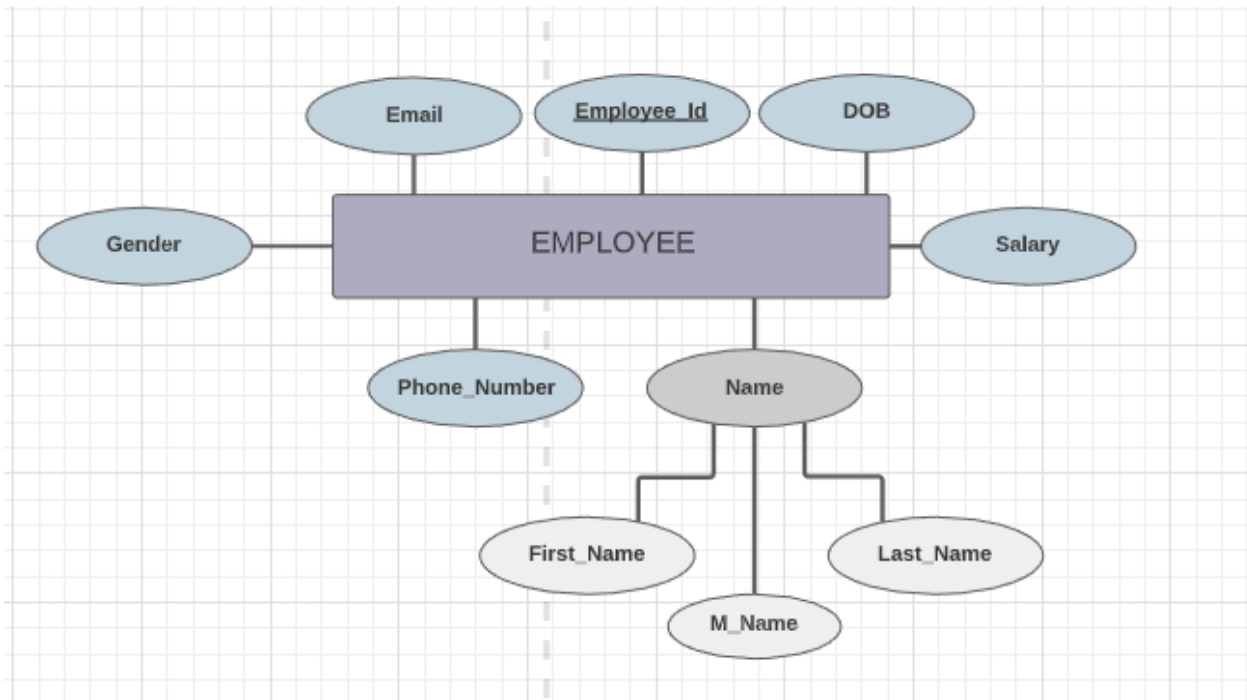 Email
Employee_Id
DOB
Gender
EMPLOYEE
Salary
Phone_Number
Name
First_Name
Last_Name
M_Name